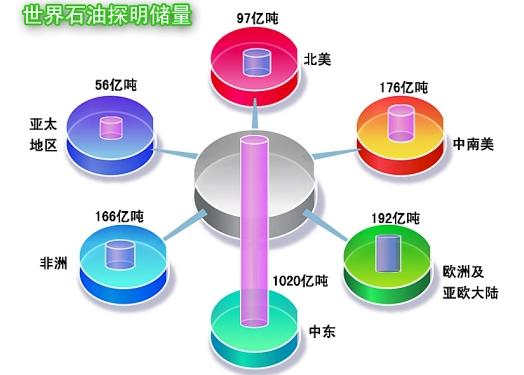 世界石油探明储量
97亿吨
北美
56亿吨
亚太
地区
176亿吨
中南美
166亿吨
非洲
192亿吨
欧洲及
亚欧大陆
1020亿吨
中东